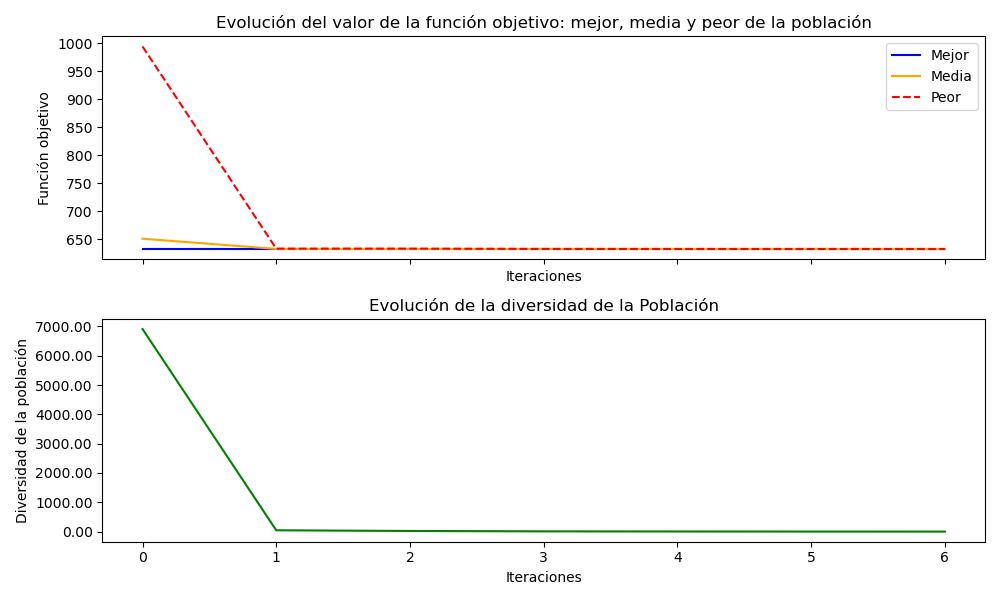 Evolución del valor de la función objetivo: mejor, media y peor de la población
1000
950
900
850
800
750
700
650
Función objetivo
Mejor
Media
Peor
Iteraciones
Evolución de la diversidad de la Población
7000.00
6000.00
5000.00
4000.00
3000.00
2000.00
1000.00
0.00
Diversidad de la población
0 1 2 3 4 5 6
Iteraciones